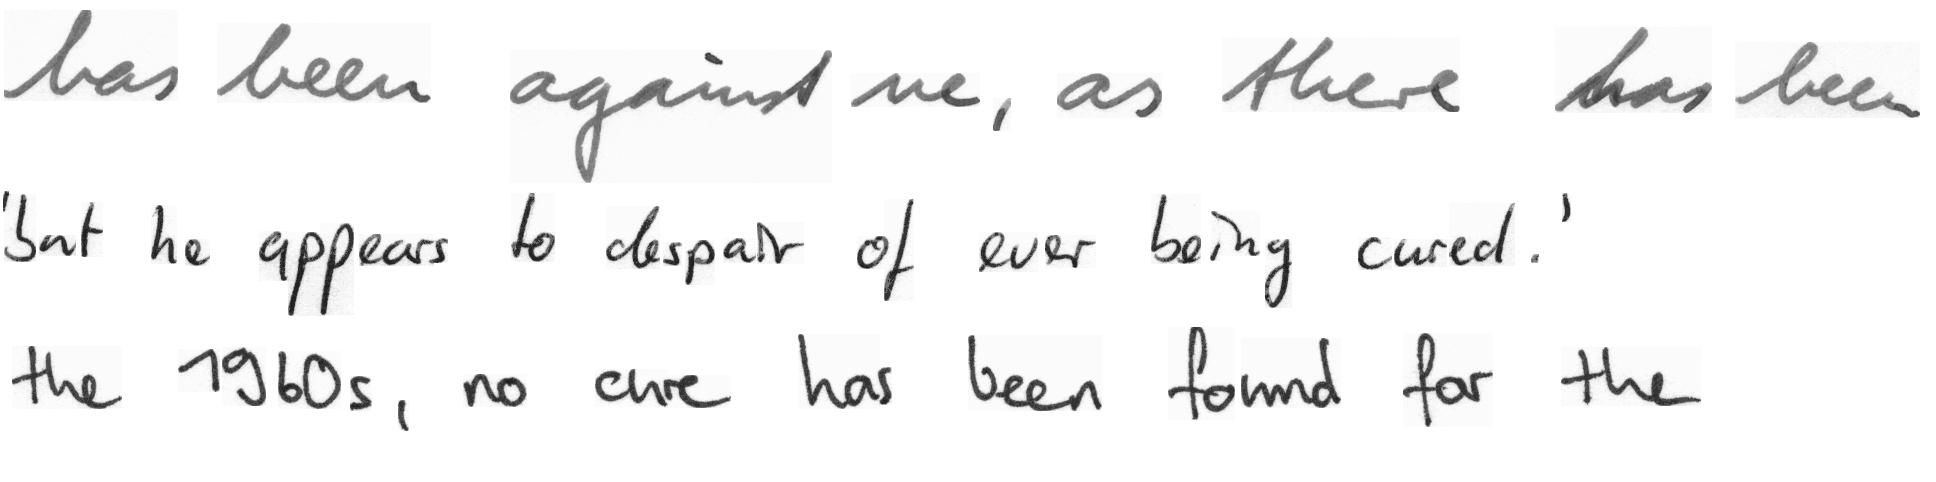 has been against me, as there has been
'but he appears to despair of ever being cured.'
the 1960s, no cure has been found for the